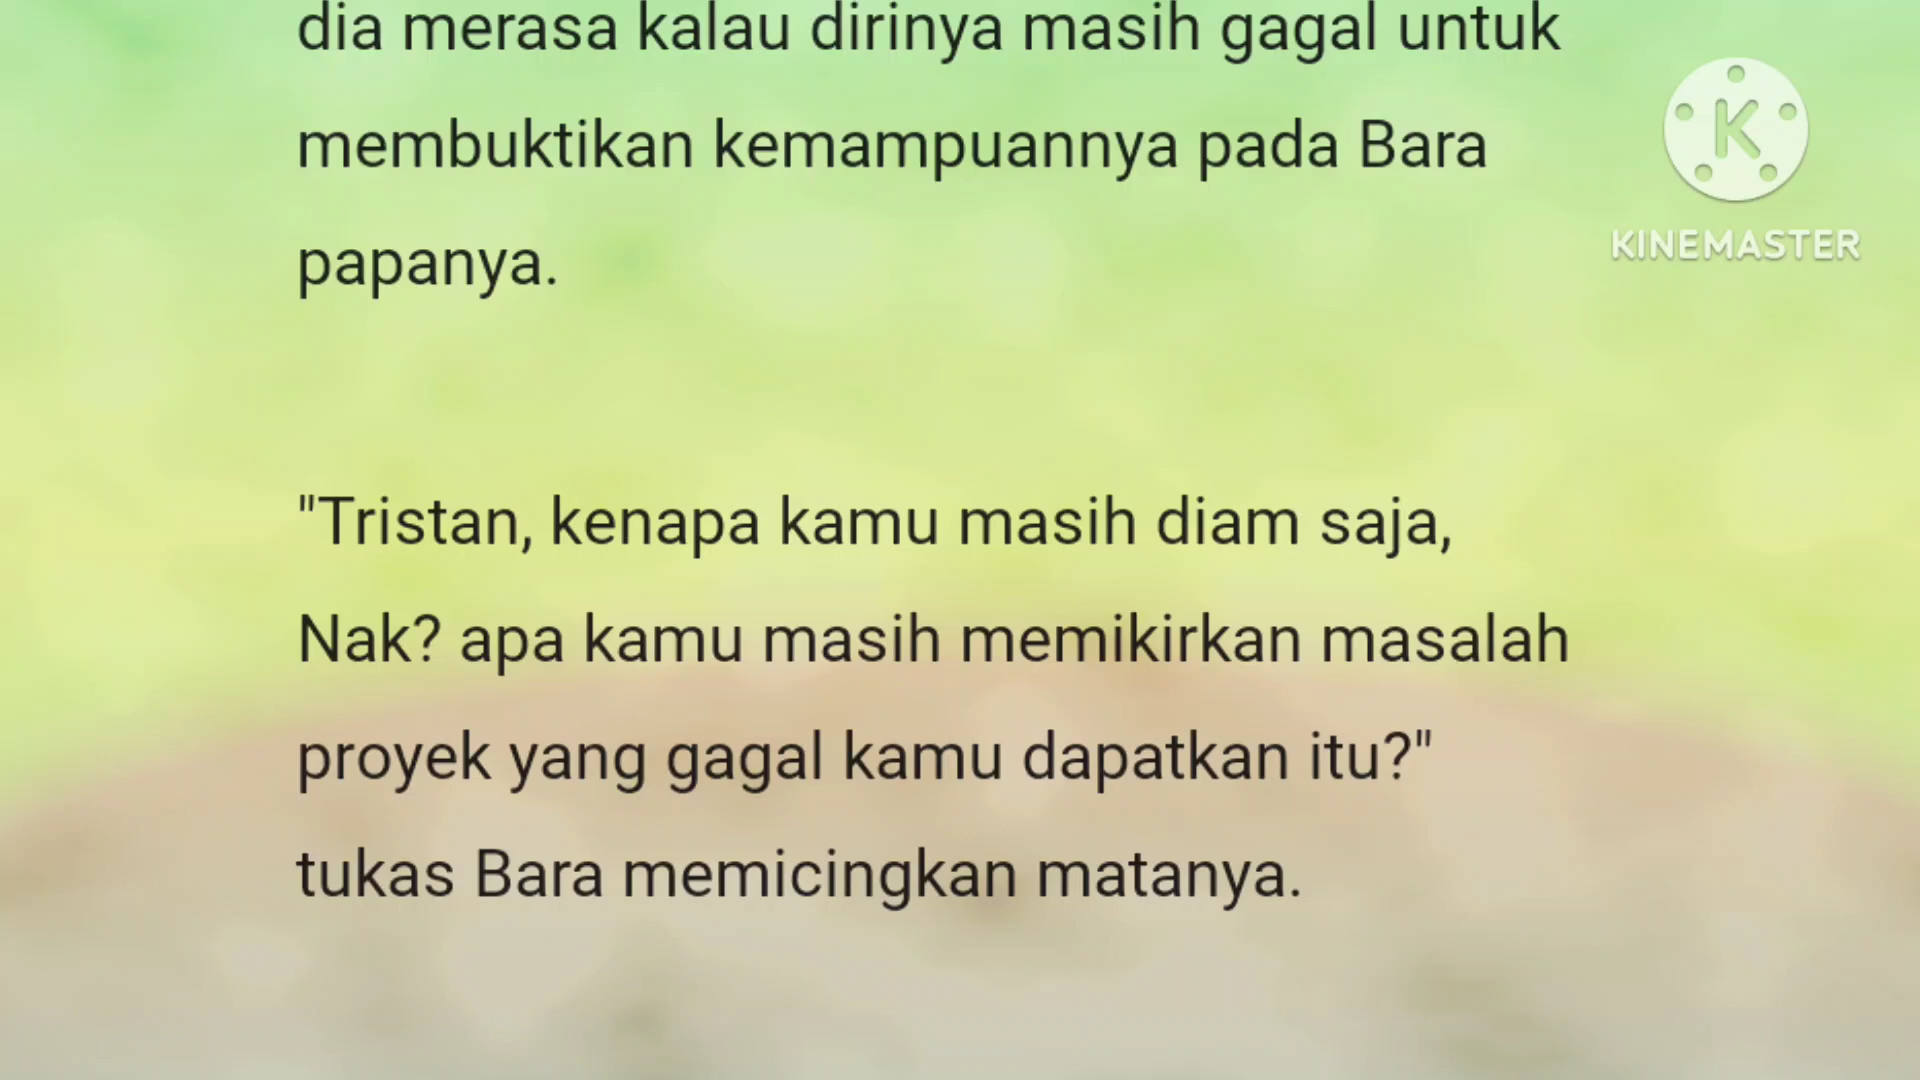 dia merasa kalau dirinya masih gagal untuk
membuktikan kemampuannya pada Bara
papanya.
"Tristan, kenapa kamu masih diam saja,
Nak? apa kamu masih memikirkan masalah
proyek yang gagal kamu dapatkan itu?"
tukas Bara memicingkan matanya.
K
KINEMASTER